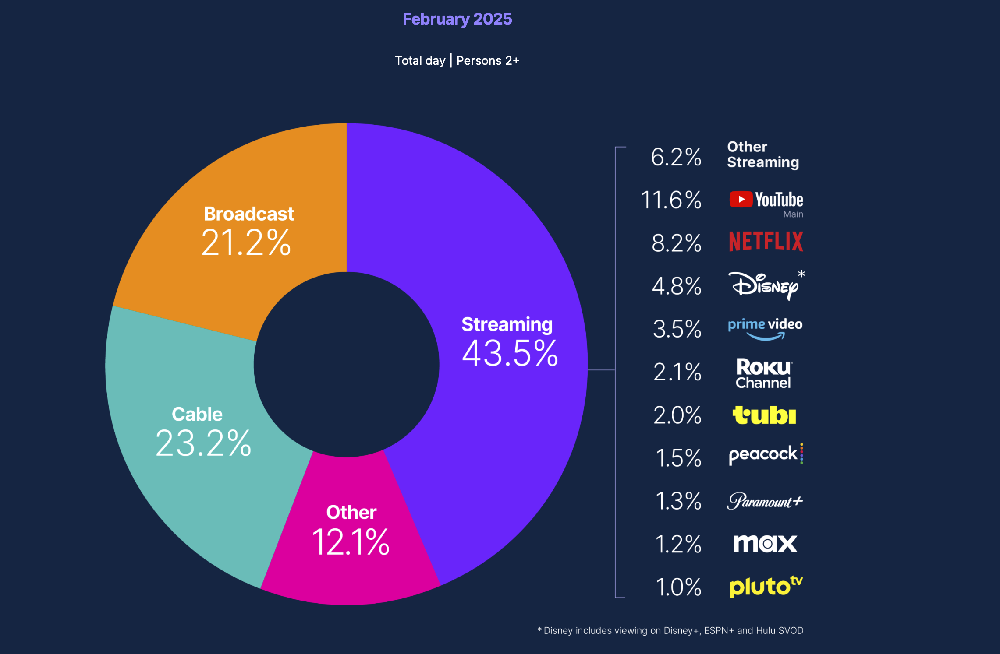 February 2025
Total day | Persons 2+
Broadcast
21.2%
Streaming
43.5%
Cable
23.2%
Other
12.1%
6.2% Other
Streaming
11.6% YouTube
Main
8.2% NETFLIX
4.8% Disney*
3.5% prime video
2.1% Roku
Channel
2.0% tubi
1.5% peacock
1.3% Paramount+
1.2% max
1.0% pluto tv
* Disney includes viewing on Disney+, ESPN+ and Hulu SVOD